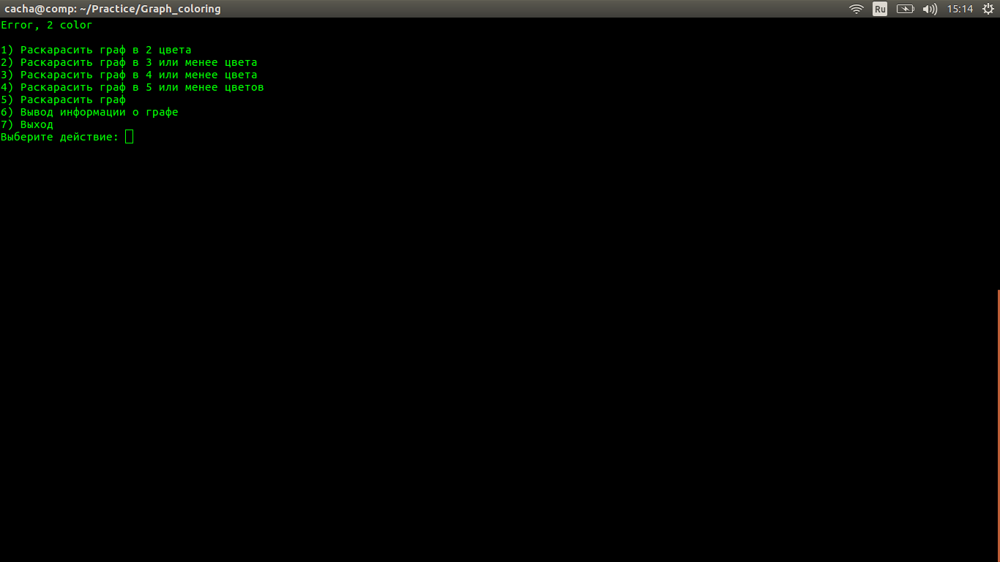 cacha@comp: ~/Practice/Graph_coloring
Ru
15:14
Error, 2 color
1) Раскарасить граф в 2 цвета
2) Раскарасить граф в 3 или менее цвета
3) Раскарасить граф в 4 или менее цвета
4) Раскарасить граф в 5 или менее цветов
5) Раскарасить граф
6) Вывод информации о графе
7) Выход
Выберите действие: